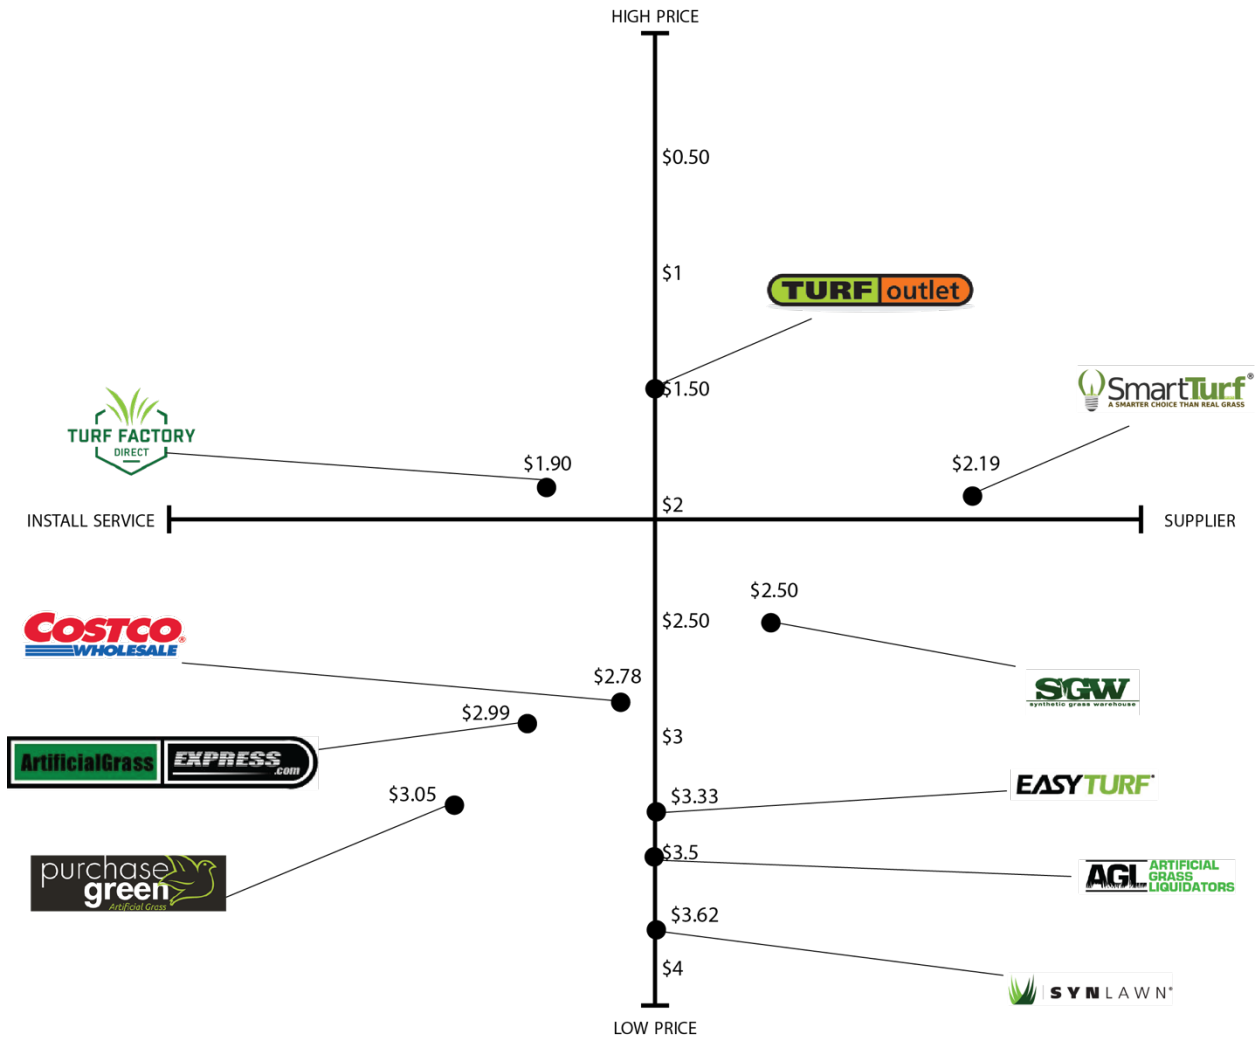 HIGH PRICE
$0.50
$1
TURF outlet
$1.50
SmartTurf®
A SMARTER CHOICE THAN REAL GRASS
TURF FACTORY
DIRECT
$1.90
$2.19
$2
INSTALL SERVICE
SUPPLIER
$2.50
$2.50
COSTCO
WHOLESALE
$2.78
SGW
synthetic grass warehouse
$2.99
$3
ArtificialGrass EXPRESS
.com
$3.05
$3.33
EASYTURF
$3.5
purchase
green
Artificial Grass
AGL ARTIFICIAL
GRASS
LIQUIDATORS
$3.62
$4
SYNLAWN®
LOW PRICE